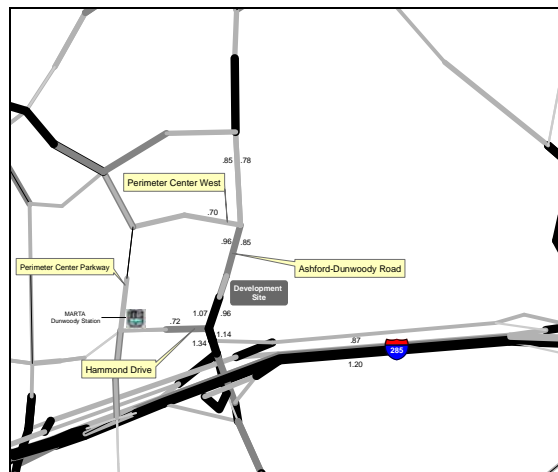 .85 .78
Perimeter Center West
.70
.96 .85
Perimeter Center Parkway
Ashford-Dunwoody Road
Development
Site
MARTA
Dunwoody Station
1.07 .96
.72
1.14
1.34
.87
285
Hammond Drive
1.20